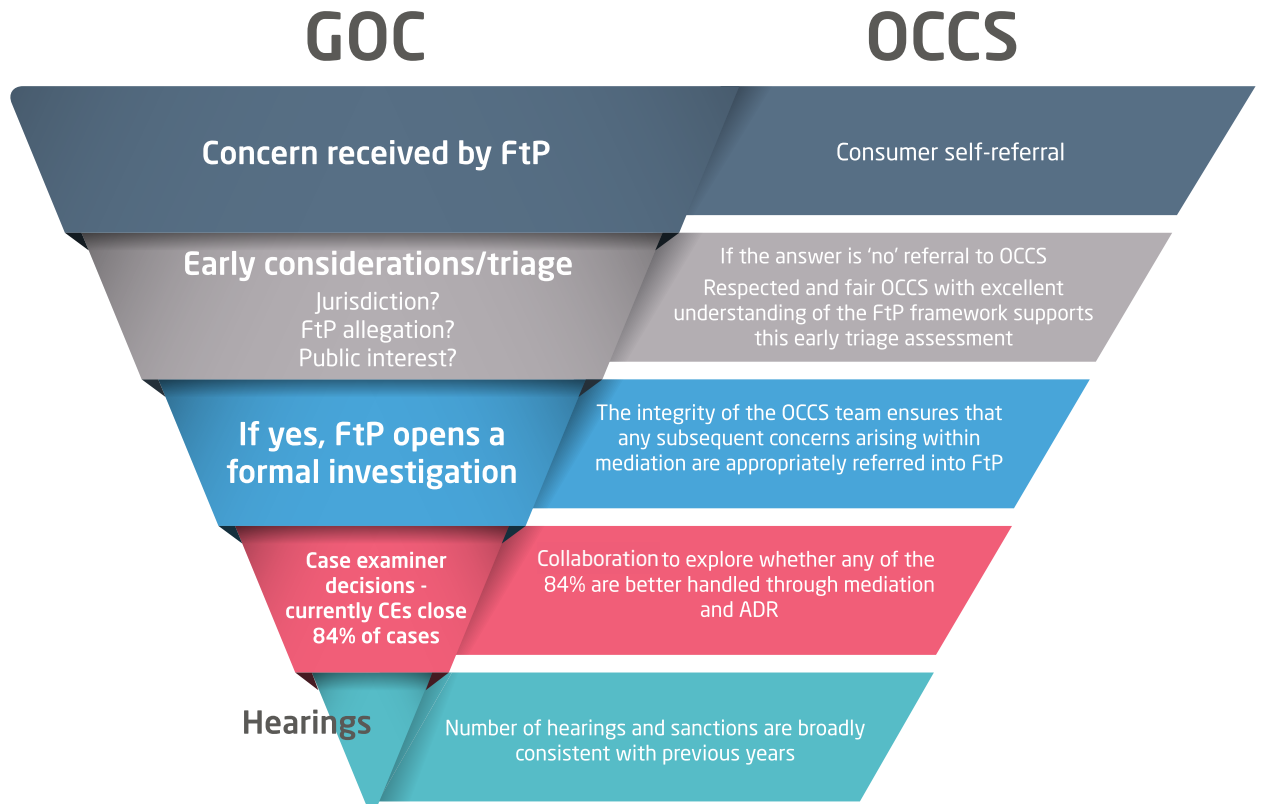 GOC
OCCS
Concern received by FtP
Consumer self-referral
Early considerations/triage
Jurisdiction?
FtP allegation?
Public interest?
If the answer is ‘no’ referral to OCCS
Respected and fair OCCS with excellent
understanding of the FtP framework supports
this early triage assessment
If yes, FtP opens a
formal investigation
The integrity of the OCCS team ensures that
any subsequent concerns arising within
mediation are appropriately referred into FtP
Case examiner
decisions -
currently CEs close
84% of cases
Collaboration to explore whether any of the
84% are better handled through mediation
and ADR
Hearings
Number of hearings and sanctions are broadly
consistent with previous years